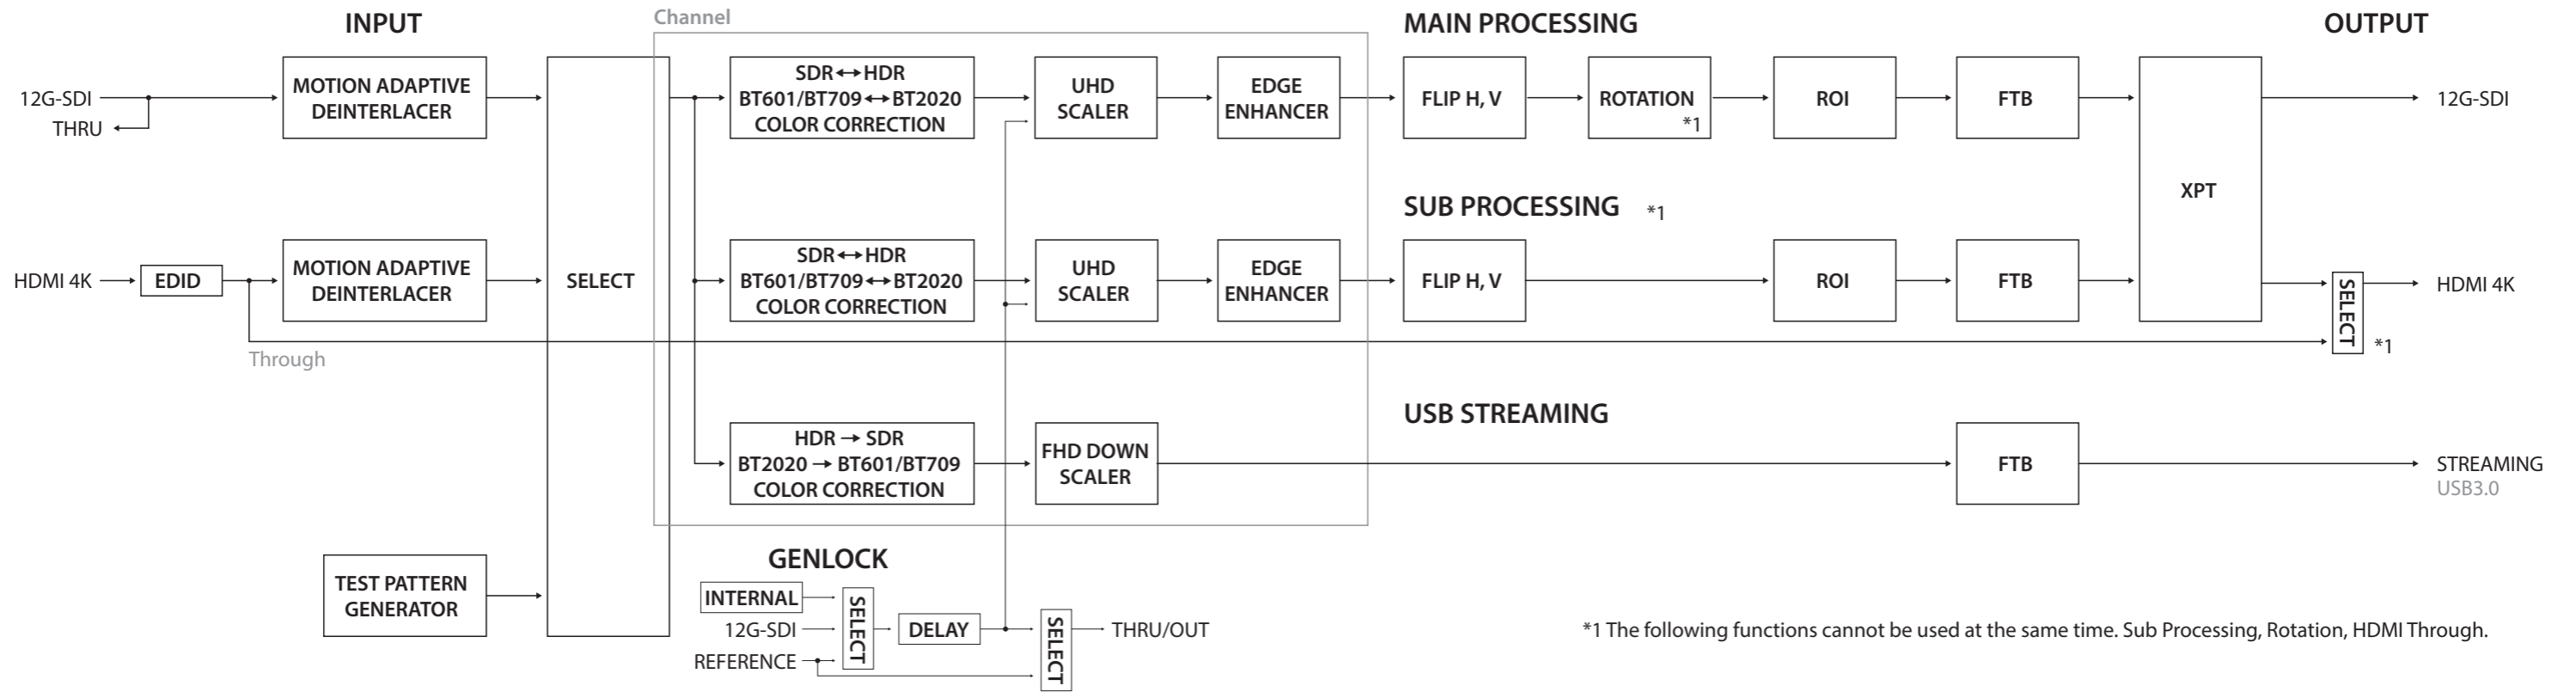 INPUT
Channel
MAIN PROCESSING
OUTPUT
12G-SDI
THRU
MOTION ADAPTIVE
DEINTERLACER
SDR↔HDR
BT601/BT709↔BT2020
COLOR CORRECTION
UHD
SCALER
EDGE
ENHANCER
FLIP H, V
ROTATION
*1
ROI
FTB
XPT
12G-SDI
SUB PROCESSING *1
HDMI 4K
EDID
MOTION ADAPTIVE
DEINTERLACER
SELECT
SDR↔HDR
BT601/BT709↔BT2020
COLOR CORRECTION
UHD
SCALER
EDGE
ENHANCER
FLIP H, V
ROI
FTB
SELECT
*1
HDMI 4K
Through
USB STREAMING
HDR → SDR
BT2020 → BT601/BT709
COLOR CORRECTION
FHD DOWN
SCALER
FTB
STREAMING
USB3.0
TEST PATTERN
GENERATOR
GENLOCK
INTERNAL
12G-SDI
REFERENCE
SELECT
DELAY
SELECT
THRU/OUT
*1 The following functions cannot be used at the same time. Sub Processing, Rotation, HDMI Through.